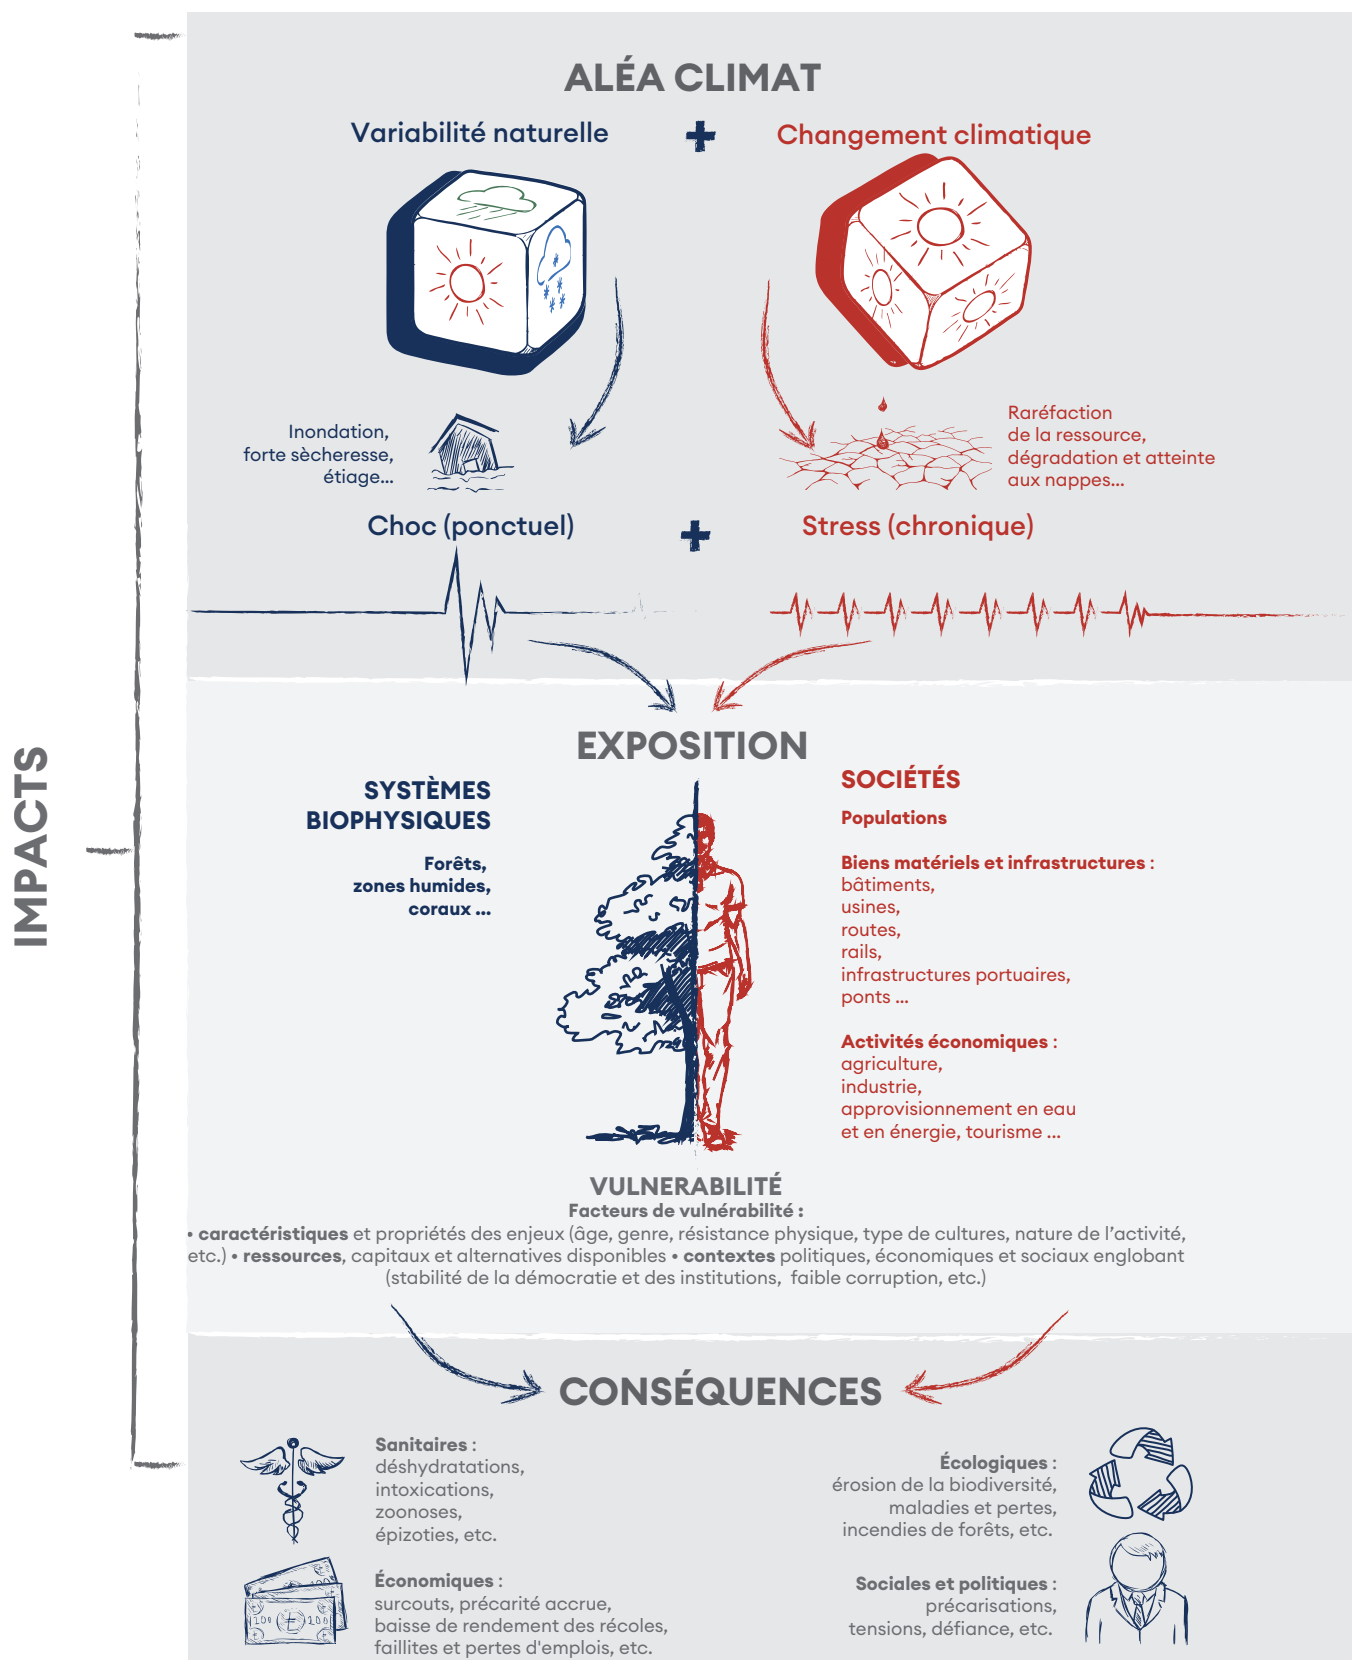 IMPACTS
ALÉA CLIMAT
Variabilité naturelle
Changement climatique
Inondation,
forte sècheresse,
étiage...
Raréfaction
de la ressource,
dégradation et atteinte
aux nappes...
Choc (ponctuel)
Stress (chronique)
EXPOSITION
SYSTÈMES
BIOPHYSIQUES
Forêts,
zones humides,
coraux ...
SOCIÉTÉS
Populations
Biens matériels et infrastructures :
bâtiments,
usines,
routes,
rails,
infrastructures portuaires,
ponts ...
Activités économiques :
agriculture,
industrie,
approvisionnement en eau
et en énergie, tourisme ...
VULNERABILITÉ
Facteurs de vulnérabilité :
• caractéristiques et propriétés des enjeux (âge, genre, résistance physique, type de cultures, nature de l’activité,
etc.) • ressources, capitaux et alternatives disponibles • contextes politiques, économiques et sociaux englobant
(stabilité de la démocratie et des institutions, faible corruption, etc.)
CONSÉQUENCES
Sanitaires :
déshydratations,
intoxications,
zoonoses,
épizoties, etc.
Économiques :
surcouts, précarité accrue,
baisse de rendement des récoles,
faillites et pertes d'emplois, etc.
Écologiques :
érosion de la biodiversité,
maladies et pertes,
incendies de forêts, etc.
Sociales et politiques :
précarisations,
tensions, défiance, etc.
100 100